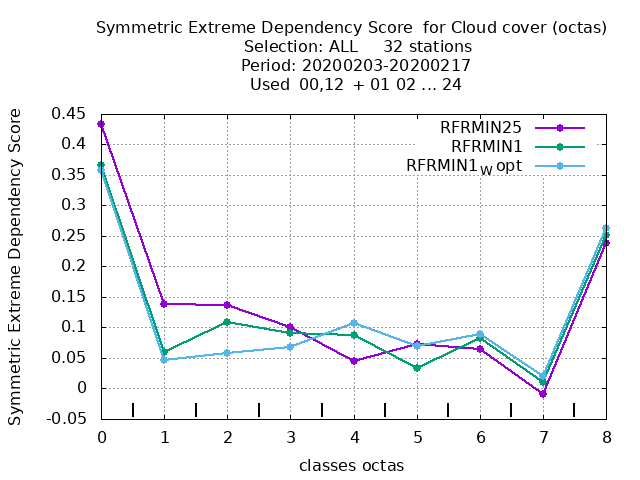 Symmetric Extreme Dependency Score  for Cloud cover (octas)
Selection: ALL     32 stations
Period: 20200203-20200217
Used  00,12  + 01 02 ... 24
Symmetric Extreme Dependency Score
0.45
0.4
0.35
0.3
0.25
0.2
0.15
0.1
0.05
0
-0.05
RFRMIN25
RFRMIN1
RFRMIN1W opt
0 1 2 3 4 5 6 7 8
classes octas